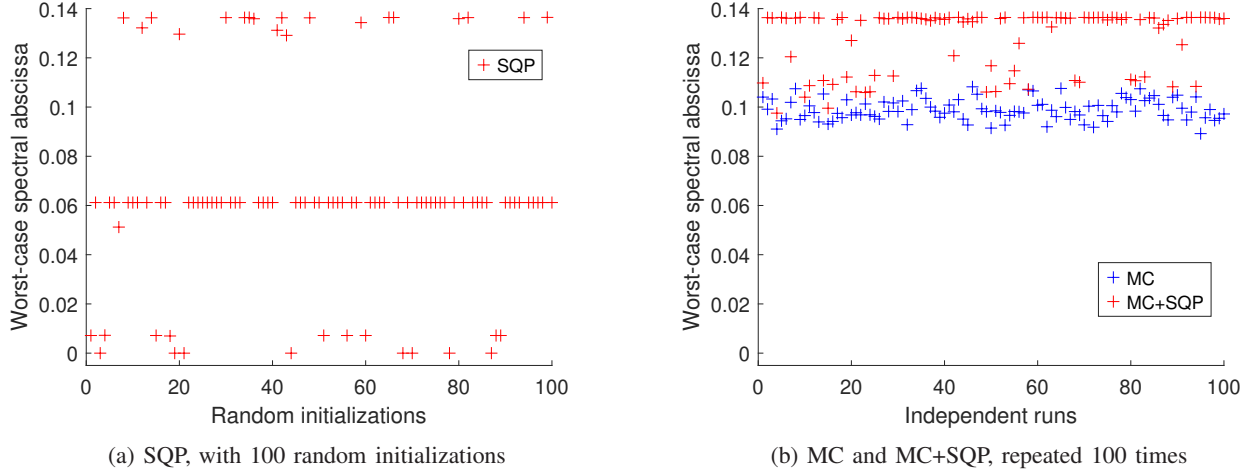 0.14
0.12
0.1
0.08
0.06
0.04
0.02
0
Worst-case spectral abscissa
SQP
0 20 40 60 80 100
Random initializations
(a) SQP, with 100 random initializations
0.14
0.12
0.1
0.08
0.06
0.04
0.02
0
Worst-case spectral abscissa
MC
MC+SQP
0 20 40 60 80 100
Independent runs
(b) MC and MC+SQP, repeated 100 times